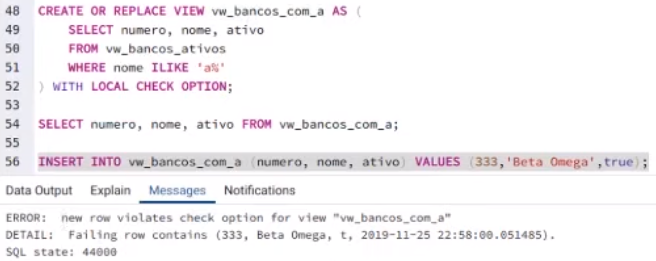 48 CREATE OR REPLACE VIEW vw_bancos_com_a AS (
49 SELECT numero, nome, ativo
50 FROM vw_bancos_ativos
51 WHERE nome ILIKE 'a%'
52 ) WITH LOCAL CHECK OPTION;
53
54 SELECT numero, nome, ativo FROM vw_bancos_com_a;
55
56 INSERT INTO vw_bancos_com_a (numero, nome, ativo) VALUES (333,'Beta Omega',true);
Data Output Explain Messages Notifications
ERROR: new row violates check option for view "vw_bancos_com_a"
DETAIL: Failing row contains (333, Beta Omega, t, 2019-11-25 22:58:00.051485).
SQL state: 44000